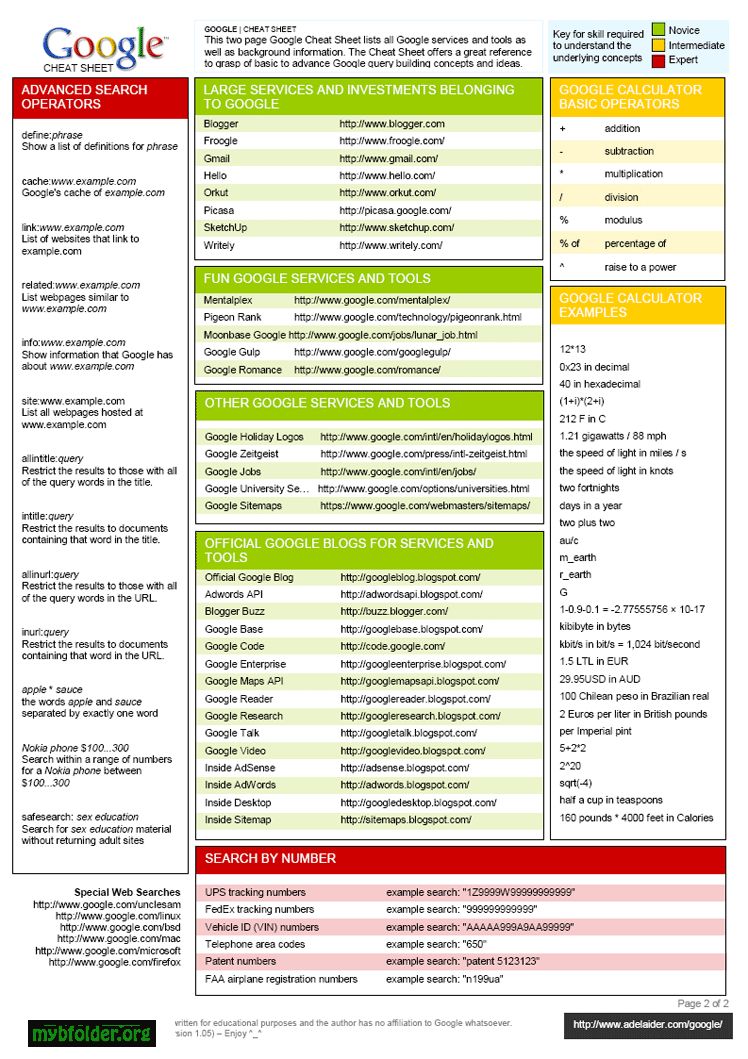 Google™
CHEAT SHEET
GOOGLE | CHEAT SHEET
This two page Google Cheat Sheet lists all Google services and tools as
well as background information. The Cheat Sheet offers a great reference
to grasp of basic to advance Google query building concepts and ideas.
Key for skill required
to understand the
underlying concepts
Novice
Intermediate
Expert
ADVANCED SEARCH
OPERATORS
define:phrase
Show a list of definitions for phrase
cache:www.example.com
Google's cache of example.com
link:www.example.com
List of websites that link to
example.com
related:www.example.com
List webpages similar to
www.example.com
info:www.example.com
Show information that Google has
about www.example.com
site:www.example.com
List all webpages hosted at
www.example.com
allintitle:query
Restrict the results to those with all
of the query words in the title.
intitle:query
Restrict the results to documents
containing that word in the title.
allinurl:query
Restrict the results to those with all
of the query words in the URL.
inurl:query
Restrict the results to documents
containing that word in the URL.
apple * sauce
the words apple and sauce
separated by exactly one word
Nokia phone $100...300
Search within a range of numbers
for a Nokia phone between
$100...300
safesearch: sex education
Search for sex education material
without returning adult sites
Special Web Searches
http://www.google.com/unclesam
http://www.google.com/linux
http://www.google.com/bsd
http://www.google.com/mac
http://www.google.com/microsoft
http://www.google.com/firefox
LARGE SERVICES AND INVESTMENTS BELONGING
TO GOOGLE
Blogger http://www.blogger.com
Froogle http://www.froogle.com/
Gmail http://www.gmail.com/
Hello http://www.hello.com/
Orkut http://www.orkut.com/
Picasa http://picasa.google.com/
SketchUp http://www.sketchup.com/
Writely http://www.writely.com/
FUN GOOGLE SERVICES AND TOOLS
Mentalplex http://www.google.com/mentalplex/
Pigeon Rank http://www.google.com/technology/pigeonrank.html
Moonbase Google http://www.google.com/jobs/lunar_job.html
Google Gulp http://www.google.com/googlegulp/
Google Romance http://www.google.com/romance/
OTHER GOOGLE SERVICES AND TOOLS
Google Holiday Logos http://www.google.com/intl/en/holidaylogos.html
Google Zeitgeist http://www.google.com/press/intl-zeitgeist.html
Google Jobs http://www.google.com/intl/en/jobs/
Google University Se... http://www.google.com/options/universities.html
Google Sitemaps https://www.google.com/webmasters/sitemaps/
OFFICIAL GOOGLE BLOGS FOR SERVICES AND
TOOLS
Official Google Blog http://googleblog.blogspot.com/
Adwords API http://adwordsapi.blogspot.com/
Blogger Buzz http://buzz.blogger.com/
Google Base http://googlebase.blogspot.com/
Google Code http://code.google.com/
Google Enterprise http://googleenterprise.blogspot.com/
Google Maps API http://googlemapsapi.blogspot.com/
Google Reader http://googlereader.blogspot.com/
Google Research http://googleresearch.blogspot.com/
Google Talk http://googletalk.blogspot.com/
Google Video http://googlevideo.blogspot.com/
Inside AdSense http://adsense.blogspot.com/
Inside AdWords http://adwords.blogspot.com/
Inside Desktop http://googledesktop.blogspot.com/
Inside Sitemap http://sitemaps.blogspot.com/
GOOGLE CALCULATOR
BASIC OPERATORS
+ addition
- subtraction
* multiplication
/ division
% modulus
% of percentage of
^ raise to a power
GOOGLE CALCULATOR
EXAMPLES
12*13
0x23 in decimal
40 in hexadecimal
(1+i)*(2+i)
212 F in C
1.21 gigawatts / 88 mph
the speed of light in miles / s
the speed of light in knots
two fortnights
days in a year
two plus two
au/c
m_earth
r_earth
G
1-0.9-0.1 = -2.77555756 × 10-17
kibibyte in bytes
kbit/s in bit/s = 1,024 bit/second
1.5 LTL in EUR
29.95USD in AUD
100 Chilean peso in Brazilian real
2 Euros per liter in British pounds
per Imperial pint
5+2*2
2^20
sqrt(-4)
half a cup in teaspoons
160 pounds * 4000 feet in Calories
SEARCH BY NUMBER
UPS tracking numbers example search: "1Z9999W99999999999"
FedEx tracking numbers example search: "999999999999"
Vehicle ID (VIN) numbers example search: "AAAAA999A9AA99999"
Telephone area codes example search: "650"
Patent numbers example search: "patent 5123123"
FAA airplane registration numbers example search: "n199ua"
Page 2 of 2
mybfolder.org
written for educational purposes and the author has no affiliation to Google whatsoever.
sion 1.05) – Enjoy ^_^
http://www.adelaider.com/google/